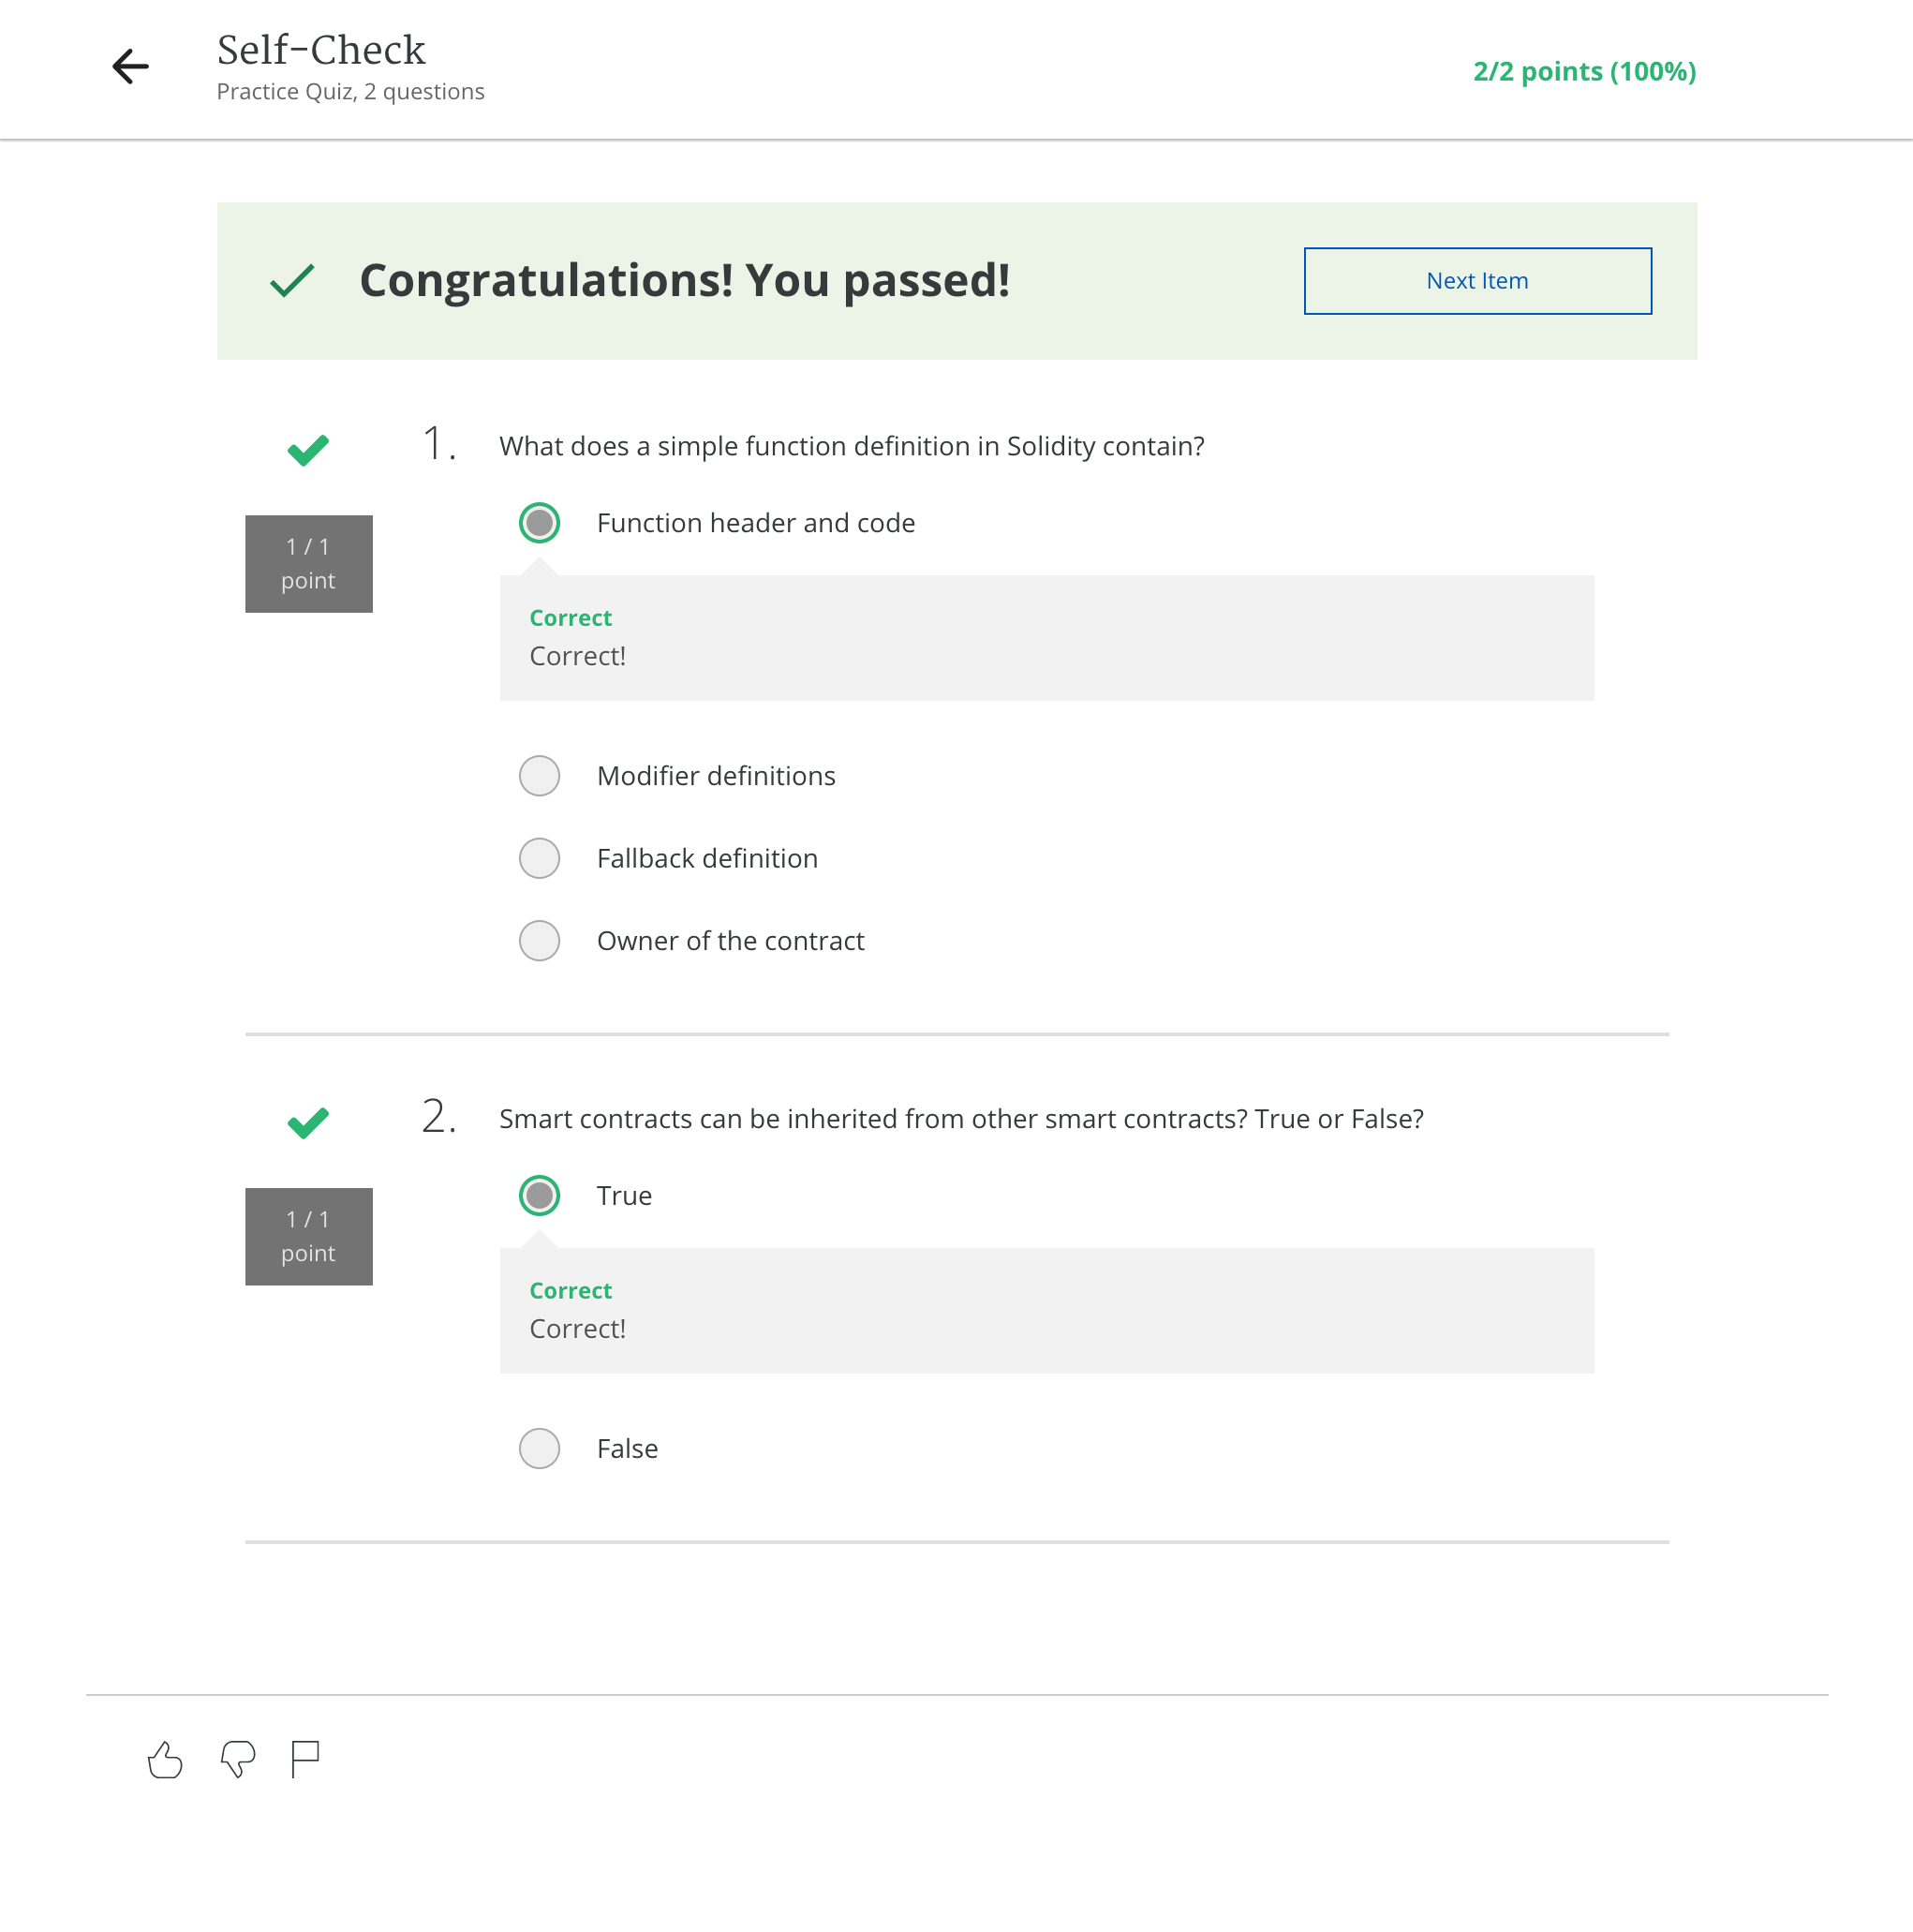 Self-Check
Practice Quiz, 2 questions
2/2 points (100%)
Congratulations! You passed!
Next Item
1.
What does a simple function definition in Solidity contain?
1 / 1
point
Function header and code
Correct
Correct!
Modifier definitions
Fallback definition
Owner of the contract
2.
Smart contracts can be inherited from other smart contracts? True or False?
1 / 1
point
True
Correct
Correct!
False